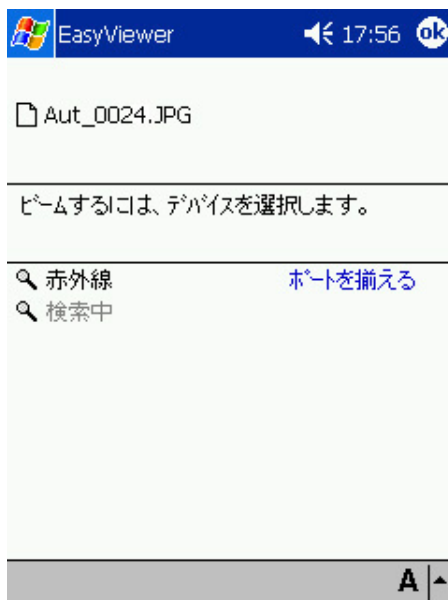 EasyViewer 17:56 ok
Aut_0024.JPG
ビームするには、デバイスを選択します。
赤外線 ポートを揃える
検索中
A